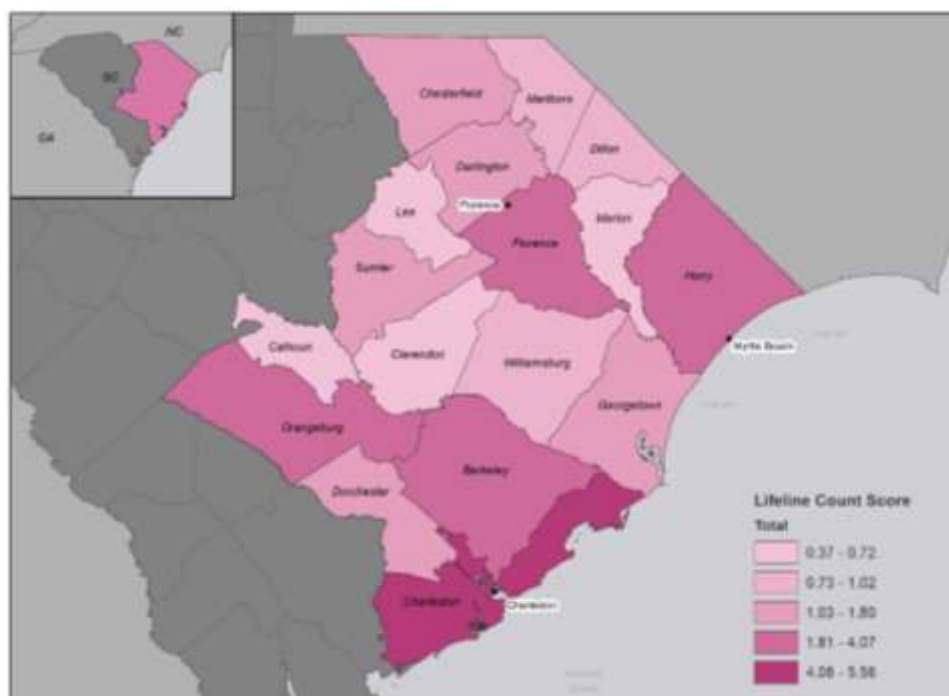 NC
SC
GA
Chesterfield
Marlboro
Dillon
Darlington
Lee
Florence
Marion
Florence
Horry
Sumter
Myrtle Beach
Calhoun
Clarendon
Williamsburg
Georgetown
Orangeburg
Berkeley
Dorchester
Charleston
Charleston
Lifeline Count Score
Total
0.37 - 0.72
0.73 - 1.02
1.03 - 1.80
1.81 - 4.07
4.08 - 5.56